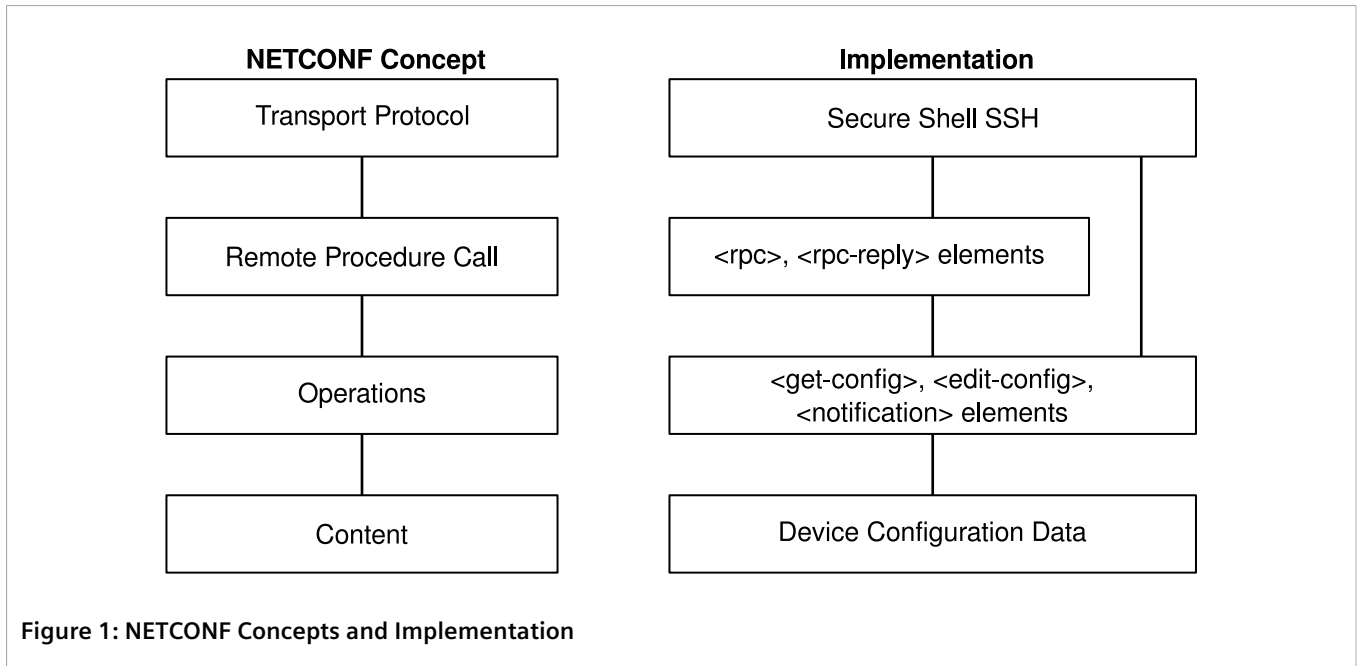 NETCONF Concept
Transport Protocol
Remote Procedure Call
Operations
Content
Implementation
Secure Shell SSH
<rpc>, <rpc-reply> elements
<get-config>, <edit-config>,
<notification> elements
Device Configuration Data
Figure 1: NETCONF Concepts and Implementation